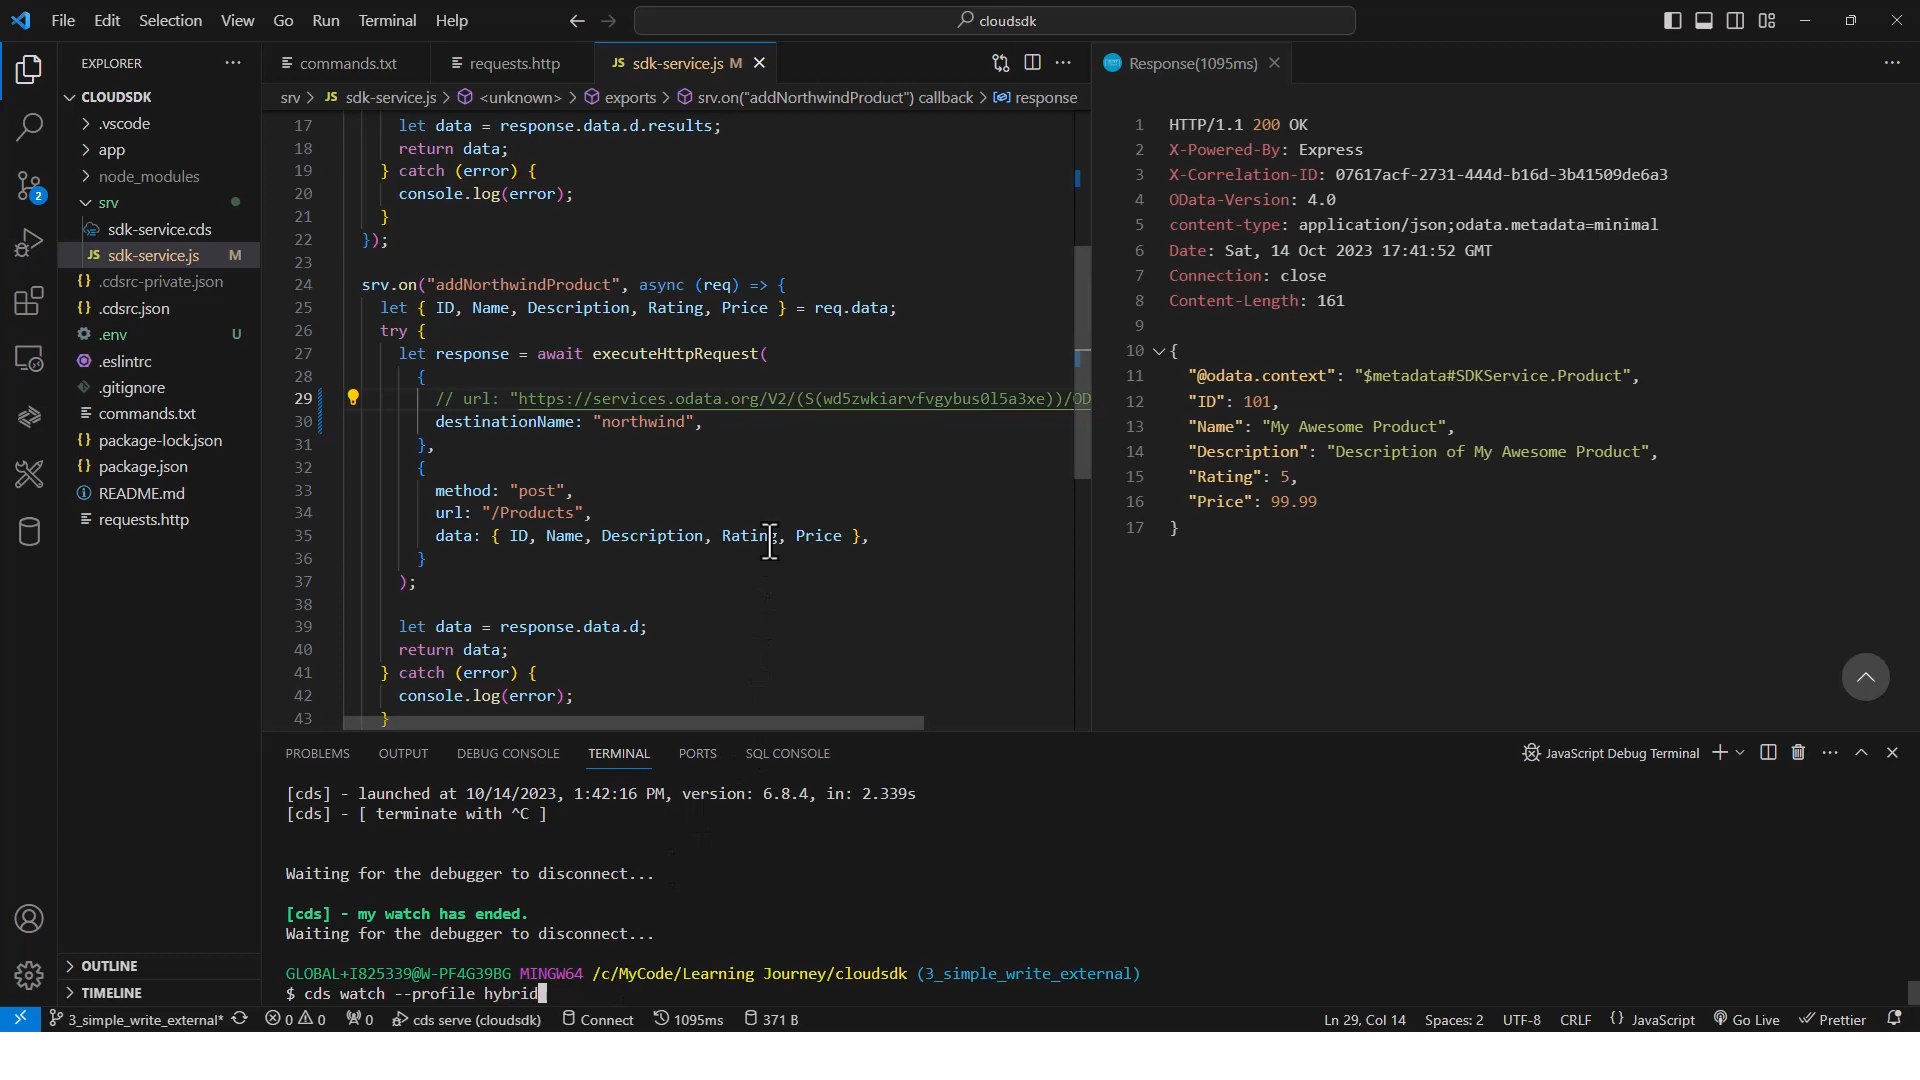 File Edit Selection View Go Run Terminal Help
cloudsdk
EXPLORER
CLOUDSDK
.vscode
app
node_modules
srv
sdk-service.cds
JS sdk-service.js M
{} .cdsrc-private.json
{} .cdsrc.json
.env U
.eslintrc
.gitignore
commands.txt
{} package-lock.json
{} package.json
README.md
requests.http
OUTLINE
TIMELINE
2
commands.txt requests.http JS sdk-service.js M
srv > JS sdk-service.js > <unknown> > exports > srv.on("addNorthwindProduct") callback > response
17 let data = response.data.d.results;
18 return data;
19 } catch (error) {
20 console.log(error);
21 }
22 });
23
24 srv.on("addNorthwindProduct", async (req) => {
25 let { ID, Name, Description, Rating, Price } = req.data;
26 try {
27 let response = await executeHttpRequest(
28 {
29 // url: "https://services.odata.org/V2/(S(wd5zwkiarvfvgybus0l5a3xe))/OD
30 destinationName: "northwind",
31 },
32 {
33 method: "post",
34 url: "/Products",
35 data: { ID, Name, Description, Rating, Price },
36 }
37 );
38
39 let data = response.data.d;
40 return data;
41 } catch (error) {
42 console.log(error);
43 }
Response(1095ms)
1 HTTP/1.1 200 OK
2 X-Powered-By: Express
3 X-Correlation-ID: 07617acf-2731-444d-b16d-3b41509de6a3
4 OData-Version: 4.0
5 content-type: application/json;odata.metadata=minimal
6 Date: Sat, 14 Oct 2023 17:41:52 GMT
7 Connection: close
8 Content-Length: 161
9
10 {
11 "@odata.context": "$metadata#SDKService.Product",
12 "ID": 101,
13 "Name": "My Awesome Product",
14 "Description": "Description of My Awesome Product",
15 "Rating": 5,
16 "Price": 99.99
17 }
PROBLEMS OUTPUT DEBUG CONSOLE TERMINAL PORTS SQL CONSOLE
JavaScript Debug Terminal
[cds] - launched at 10/14/2023, 1:42:16 PM, version: 6.8.4, in: 2.339s
[cds] - [ terminate with ^C ]
Waiting for the debugger to disconnect...
[cds] - my watch has ended.
Waiting for the debugger to disconnect...
GLOBAL+I825339@W-PF4G39BG MINGW64 /c/MyCode/Learning Journey/cloudsdk (3_simple_write_external)
$ cds watch --profile hybrid
3_simple_write_external* 0 0 0 cds serve (cloudsdk) Connect 1095ms 371 B Ln 29, Col 14 Spaces: 2 UTF-8 CRLF {} JavaScript Go Live Prettier